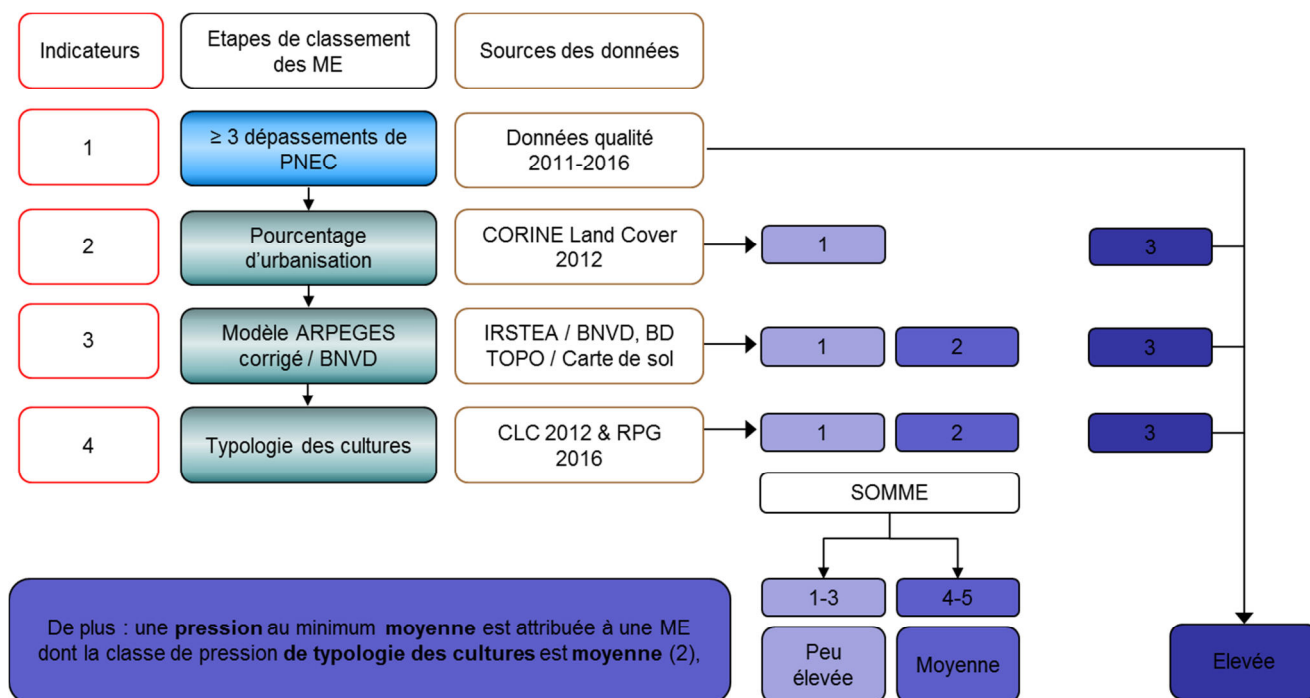 Indicateurs
Etapes de classement
des ME
Sources des données
1
≥ 3 dépassements de
PNEC
Données qualité
2011-2016
2
Pourcentage
d'urbanisation
CORINE Land Cover
2012
1
3
3
Modèle ARPEGES
corrigé / BNVD
IRSTEA / BNVD, BD
TOPO / Carte de sol
1
2
3
4
Typologie des cultures
CLC 2012 & RPG
2016
1
2
3
SOMME
1-3
4-5
De plus : une pression au minimum moyenne est attribuée à une ME
dont la classe de pression de typologie des cultures est moyenne (2),
Peu
élevée
Moyenne
Elevée